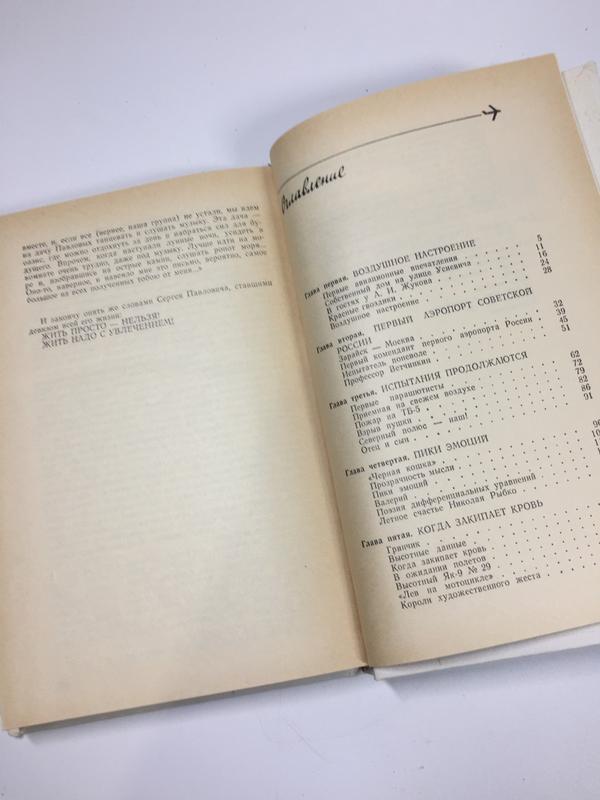 вместе, и, если все (вернее, наша группа) не устали, мы идем
на дачу Павловых танцевать и слушать музыку. Эта дача —
оазис, где можно отдохнуть за день и набраться сил для бу-
дущего. Впрочем, когда наступали лунные ночи, усидеть в
комнате очень трудно, даже под музыку. Лучше идти на мо-
ре и, взобравшись на острые камни, слушать ропот моря...
Оно-то, наверное, и навело мне это письмо, вероятно, самое
большое на всех полученных тобою от меня...»
И закончу опять же словами Сергея Павловича, ставшими
девизом всей его жизни:
ЖИТЬ ПРОСТО — НЕЛЬЗЯ!
ЖИТЬ НАДО С УВЛЕЧЕНИЕМ!
Оглавление
Глава первая. ВОЗДУШНОЕ НАСТРОЕНИЕ 5
Первые авиационные впечатления 11
Собственный дом на улице Усиевича 16
В гостях у А. И. Жукова 24
Красные гвоздики 28
Воздушное настроение
Глава вторая. ПЕРВЫЙ АЭРОПОРТ СОВЕТСКОЙ
РОССИИ 32
Зарайск — Москва 39
Первый комендант первого аэропорта России 45
Испытатель поневоле 51
Профессор Ветчинкин
Глава третья. ИСПЫТАНИЯ ПРОДОЛЖАЮТСЯ 62
Первые парашютисты 72
Приемная на свежем воздухе 79
Пожар на ТБ-5 82
Взрыв пушки 86
Северный полюс — наш! 91
Отец и сын
Глава четвертая. ПИКИ ЭМОЦИЙ
«Черная кошка»
Прозрачность мысли
Пики эмоций
Валерий
Поэзия дифференциальных уравнений
Летное счастье Николая Рыбко
Глава пятая. КОГДА ЗАКИПАЕТ КРОВЬ
Гринчик
Высотные данные
Когда закипает кровь
В ожидании полетов
Высотный Як-9 № 29
«Лев на мотоцикле»
Короли художественного жеста